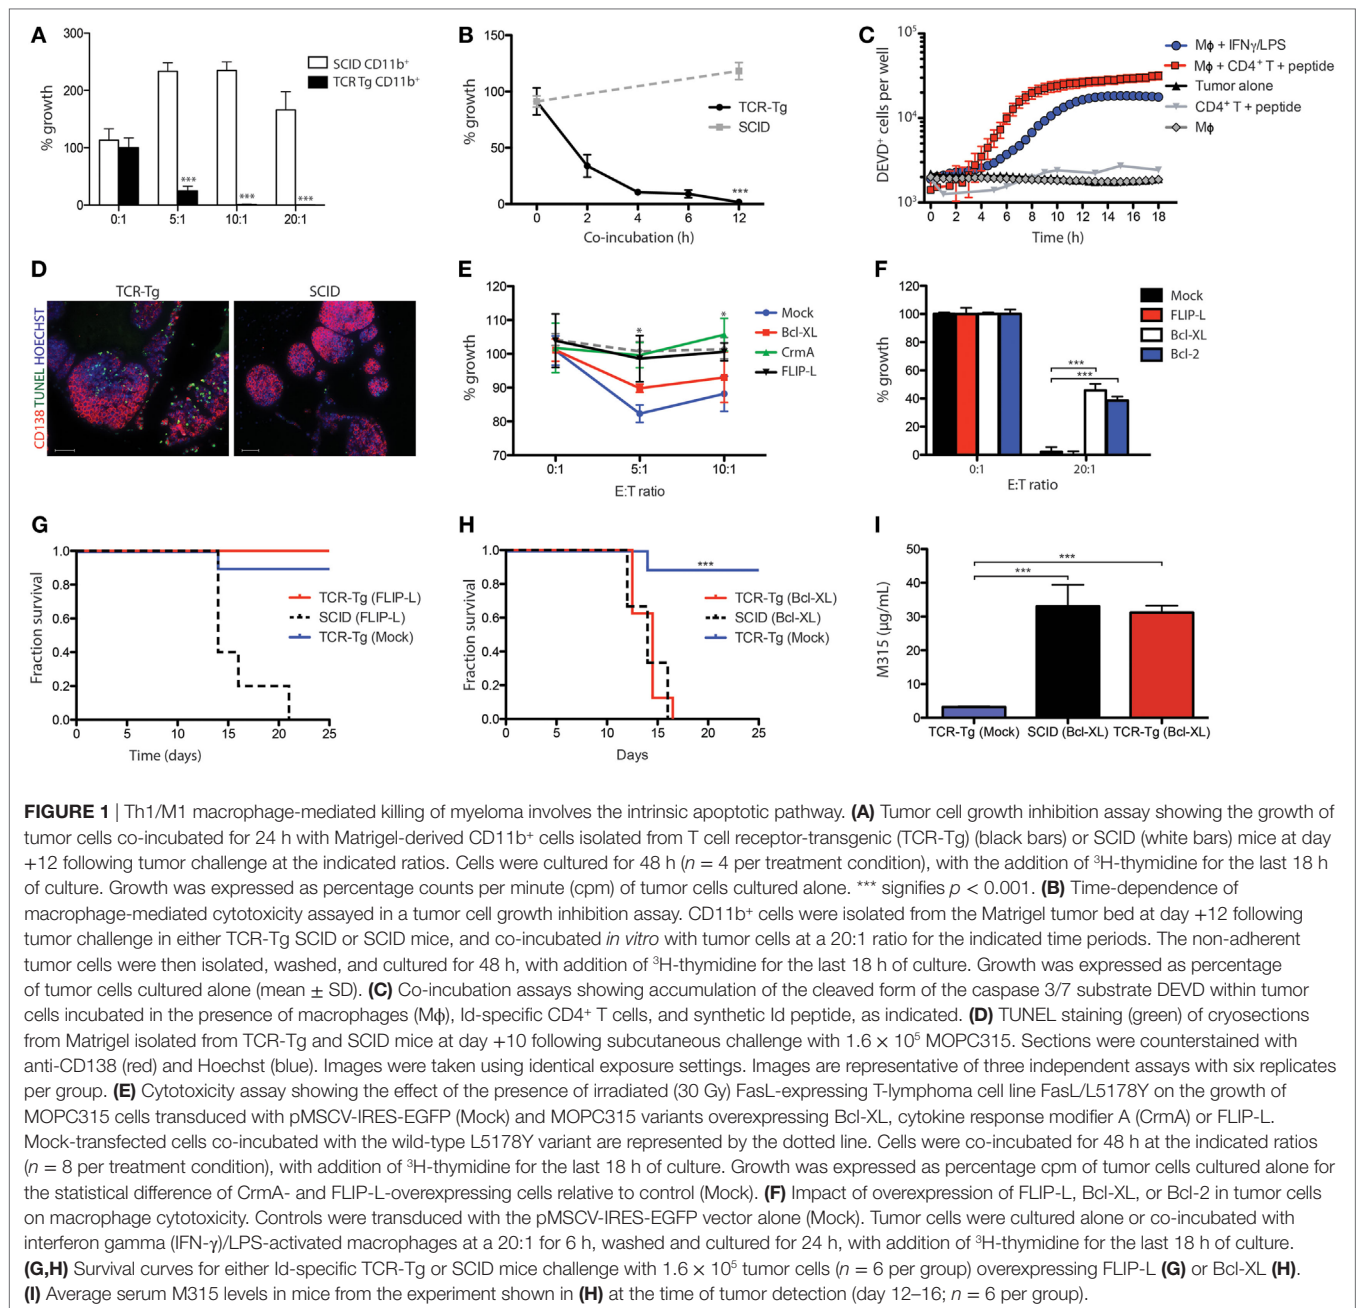 A
% growth
300
200
100
0
SCID CD11b⁺
TCR Tg CD11b⁺
***
***
***
0:1
5:1
10:1
20:1
B
% growth
150
100
50
0
TCR-Tg
SCID
***
0
2
4
6
12
Co-incubation (h)
C
DEVD⁺ cells per well
10⁵
10⁴
10³
Mϕ + IFNγ/LPS
Mϕ + CD4⁺ T + peptide
Tumor alone
CD4⁺ T + peptide
Mϕ
0 2 4 6 8 10 12 14 16 18
Time (h)
D
TCR-Tg
SCID
CD138 TUNEL HOECHST
E
% growth
120
110
100
90
80
70
*
*
Mock
Bcl-XL
CrmA
FLIP-L
0:1
5:1
10:1
E:T ratio
F
% growth
120
100
80
60
40
20
0
Mock
FLIP-L
Bcl-XL
Bcl-2
***
***
0:1
20:1
E:T ratio
G
Fraction survival
1.0
0.8
0.6
0.4
0.2
0.0
TCR-Tg (FLIP-L)
SCID (FLIP-L)
TCR-Tg (Mock)
0 5 10 15 20 25
Time (days)
H
Fraction survival
1.0
0.8
0.6
0.4
0.2
0.0
***
TCR-Tg (Bcl-XL)
SCID (Bcl-XL)
TCR-Tg (Mock)
0 5 10 15 20 25
Days
I
M315 (µg/mL)
50
40
30
20
10
0
***
***
TCR-Tg (Mock) SCID (Bcl-XL) TCR-Tg (Bcl-XL)
FIGURE 1 | Th1/M1 macrophage-mediated killing of myeloma involves the intrinsic apoptotic pathway. (A) Tumor cell growth inhibition assay showing the growth of
tumor cells co-incubated for 24 h with Matrigel-derived CD11b⁺ cells isolated from T cell receptor-transgenic (TCR-Tg) (black bars) or SCID (white bars) mice at day
+12 following tumor challenge at the indicated ratios. Cells were cultured for 48 h (n = 4 per treatment condition), with the addition of ³H-thymidine for the last 18 h
of culture. Growth was expressed as percentage counts per minute (cpm) of tumor cells cultured alone. *** signifies p < 0.001. (B) Time-dependence of
macrophage-mediated cytotoxicity assayed in a tumor cell growth inhibition assay. CD11b⁺ cells were isolated from the Matrigel tumor bed at day +12 following
tumor challenge in either TCR-Tg SCID or SCID mice, and co-incubated in vitro with tumor cells at a 20:1 ratio for the indicated time periods. The non-adherent
tumor cells were then isolated, washed, and cultured for 48 h, with addition of ³H-thymidine for the last 18 h of culture. Growth was expressed as percentage
of tumor cells cultured alone (mean ± SD). (C) Co-incubation assays showing accumulation of the cleaved form of the caspase 3/7 substrate DEVD within tumor
cells incubated in the presence of macrophages (Mϕ), Id-specific CD4⁺ T cells, and synthetic Id peptide, as indicated. (D) TUNEL staining (green) of cryosections
from Matrigel isolated from TCR-Tg and SCID mice at day +10 following subcutaneous challenge with 1.6 × 10⁵ MOPC315. Sections were counterstained with
anti-CD138 (red) and Hoechst (blue). Images were taken using identical exposure settings. Images are representative of three independent assays with six replicates
per group. (E) Cytotoxicity assay showing the effect of the presence of irradiated (30 Gy) FasL-expressing T-lymphoma cell line FasL/L5178Y on the growth of
MOPC315 cells transduced with pMSCV-IRES-EGFP (Mock) and MOPC315 variants overexpressing Bcl-XL, cytokine response modifier A (CrmA) or FLIP-L.
Mock-transfected cells co-incubated with the wild-type L5178Y variant are represented by the dotted line. Cells were co-incubated for 48 h at the indicated ratios
(n = 8 per treatment condition), with addition of ³H-thymidine for the last 18 h of culture. Growth was expressed as percentage cpm of tumor cells cultured alone for
the statistical difference of CrmA- and FLIP-L-overexpressing cells relative to control (Mock). (F) Impact of overexpression of FLIP-L, Bcl-XL, or Bcl-2 in tumor cells
on macrophage cytotoxicity. Controls were transduced with the pMSCV-IRES-EGFP vector alone (Mock). Tumor cells were cultured alone or co-incubated with
interferon gamma (IFN-γ)/LPS-activated macrophages at a 20:1 for 6 h, washed and cultured for 24 h, with addition of ³H-thymidine for the last 18 h of culture.
(G,H) Survival curves for either Id-specific TCR-Tg or SCID mice challenge with 1.6 × 10⁵ tumor cells (n = 6 per group) overexpressing FLIP-L (G) or Bcl-XL (H).
(I) Average serum M315 levels in mice from the experiment shown in (H) at the time of tumor detection (day 12–16; n = 6 per group).